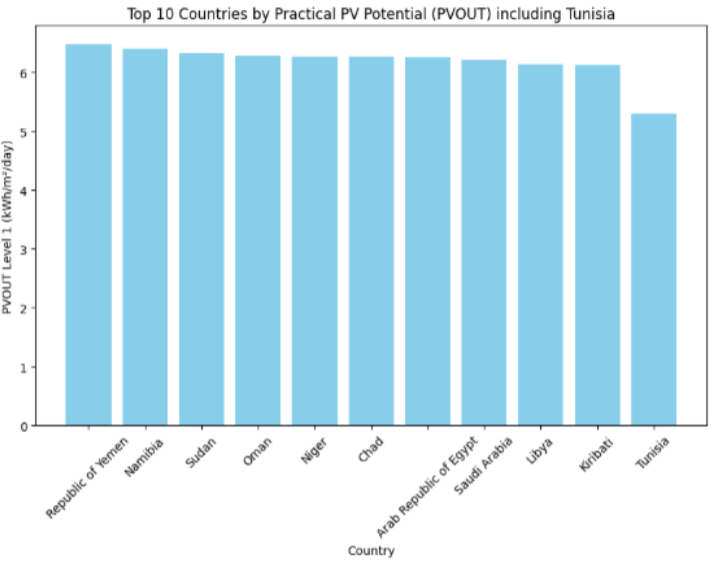 Top 10 Countries by Practical PV Potential (PVOUT) including Tunisia
PVOUT Level 1 (kWh/m²/day)
6
5
4
3
2
1
0
Republic of Yemen
Namibia
Sudan
Oman
Niger
Chad
Arab Republic of Egypt
Saudi Arabia
Libya
Kiribati
Tunisia
Country